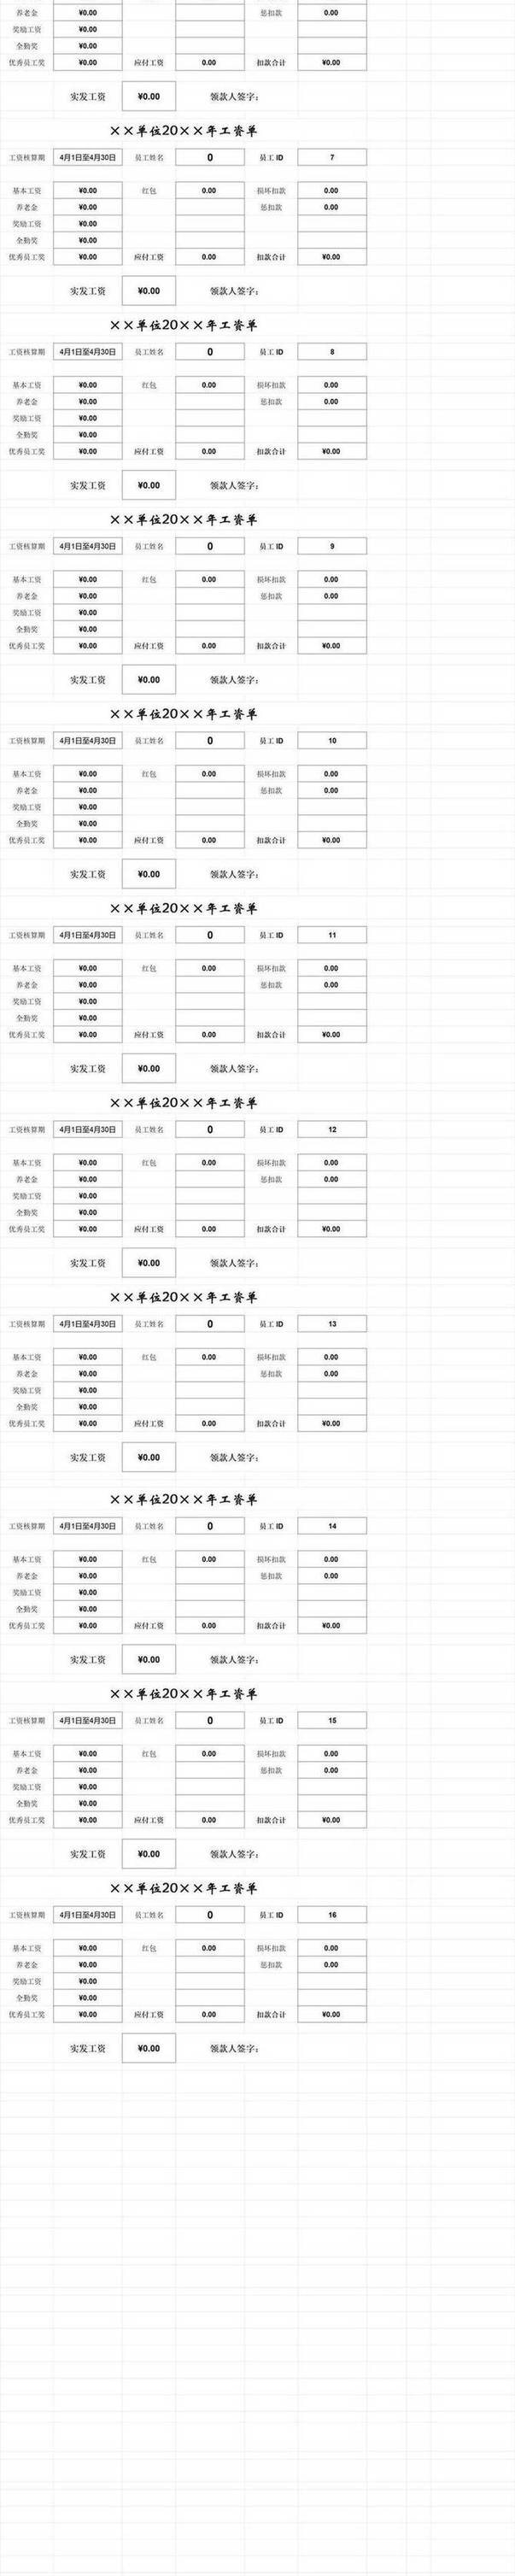 养老金 ¥0.00 惩扣款 0.00
奖励工资 ¥0.00
全勤奖 ¥0.00
优秀员工奖 ¥0.00 应付工资 0.00 扣款合计 ¥0.00
实发工资 ¥0.00 领款人签字：
××单位20××年工资单
工资核算期 4月1日至4月30日 员工姓名 0 员工 ID 7
基本工资 ¥0.00 红包 0.00 损坏扣款 0.00
养老金 ¥0.00 惩扣款 0.00
奖励工资 ¥0.00
全勤奖 ¥0.00
优秀员工奖 ¥0.00 应付工资 0.00 扣款合计 ¥0.00
实发工资 ¥0.00 领款人签字：
××单位20××年工资单
工资核算期 4月1日至4月30日 员工姓名 0 员工 ID 8
基本工资 ¥0.00 红包 0.00 损坏扣款 0.00
养老金 ¥0.00 惩扣款 0.00
奖励工资 ¥0.00
全勤奖 ¥0.00
优秀员工奖 ¥0.00 应付工资 0.00 扣款合计 ¥0.00
实发工资 ¥0.00 领款人签字：
××单位20××年工资单
工资核算期 4月1日至4月30日 员工姓名 0 员工 ID 9
基本工资 ¥0.00 红包 0.00 损坏扣款 0.00
养老金 ¥0.00 惩扣款 0.00
奖励工资 ¥0.00
全勤奖 ¥0.00
优秀员工奖 ¥0.00 应付工资 0.00 扣款合计 ¥0.00
实发工资 ¥0.00 领款人签字：
××单位20××年工资单
工资核算期 4月1日至4月30日 员工姓名 0 员工 ID 10
基本工资 ¥0.00 红包 0.00 损坏扣款 0.00
养老金 ¥0.00 惩扣款 0.00
奖励工资 ¥0.00
全勤奖 ¥0.00
优秀员工奖 ¥0.00 应付工资 0.00 扣款合计 ¥0.00
实发工资 ¥0.00 领款人签字：
××单位20××年工资单
工资核算期 4月1日至4月30日 员工姓名 0 员工 ID 11
基本工资 ¥0.00 红包 0.00 损坏扣款 0.00
养老金 ¥0.00 惩扣款 0.00
奖励工资 ¥0.00
全勤奖 ¥0.00
优秀员工奖 ¥0.00 应付工资 0.00 扣款合计 ¥0.00
实发工资 ¥0.00 领款人签字：
××单位20××年工资单
工资核算期 4月1日至4月30日 员工姓名 0 员工 ID 12
基本工资 ¥0.00 红包 0.00 损坏扣款 0.00
养老金 ¥0.00 惩扣款 0.00
奖励工资 ¥0.00
全勤奖 ¥0.00
优秀员工奖 ¥0.00 应付工资 0.00 扣款合计 ¥0.00
实发工资 ¥0.00 领款人签字：
××单位20××年工资单
工资核算期 4月1日至4月30日 员工姓名 0 员工 ID 13
基本工资 ¥0.00 红包 0.00 损坏扣款 0.00
养老金 ¥0.00 惩扣款 0.00
奖励工资 ¥0.00
全勤奖 ¥0.00
优秀员工奖 ¥0.00 应付工资 0.00 扣款合计 ¥0.00
实发工资 ¥0.00 领款人签字：
××单位20××年工资单
工资核算期 4月1日至4月30日 员工姓名 0 员工 ID 14
基本工资 ¥0.00 红包 0.00 损坏扣款 0.00
养老金 ¥0.00 惩扣款 0.00
奖励工资 ¥0.00
全勤奖 ¥0.00
优秀员工奖 ¥0.00 应付工资 0.00 扣款合计 ¥0.00
实发工资 ¥0.00 领款人签字：
××单位20××年工资单
工资核算期 4月1日至4月30日 员工姓名 0 员工 ID 15
基本工资 ¥0.00 红包 0.00 损坏扣款 0.00
养老金 ¥0.00 惩扣款 0.00
奖励工资 ¥0.00
全勤奖 ¥0.00
优秀员工奖 ¥0.00 应付工资 0.00 扣款合计 ¥0.00
实发工资 ¥0.00 领款人签字：
××单位20××年工资单
工资核算期 4月1日至4月30日 员工姓名 0 员工 ID 16
基本工资 ¥0.00 红包 0.00 损坏扣款 0.00
养老金 ¥0.00 惩扣款 0.00
奖励工资 ¥0.00
全勤奖 ¥0.00
优秀员工奖 ¥0.00 应付工资 0.00 扣款合计 ¥0.00
实发工资 ¥0.00 领款人签字：